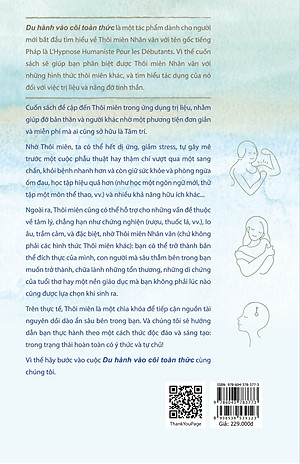 Du hành vào cõi toàn thức là một tác phẩm dành cho người
mới bắt đầu tìm hiểu về Thôi miên Nhân văn với tên gốc tiếng
Pháp là L'Hypnose Humaniste Pour les Débutants. Vì thế cuốn
sách sẽ giúp bạn phân biệt được Thôi miên Nhân văn với
những hình thức thôi miên khác, và tìm hiểu tác dụng của nó
đối với việc trị liệu và nâng đỡ tinh thần.
Cuốn sách đề cập đến Thôi miên trong ứng dụng trị liệu, nhằm
giúp đỡ bản thân và người khác nhờ một phương tiện đơn giản
và miễn phí mà ai cũng sở hữu là Tâm trí.
Nhờ Thôi miên, ta có thể hết dị ứng, giảm stress, tự gây mê
trước một cuộc phẫu thuật hay thậm chí vượt qua một sang
chấn, khỏi bệnh nhanh hơn và còn giữ sức khỏe và phòng ngừa
ốm đau, học tập hiệu quả hơn (như học một ngôn ngữ mới, thử
tập một môn thể thao, vv.) và nhiều khả năng hữu ích khác...
Ngoài ra, Thôi miên cũng có thể hỗ trợ cho những vấn đề thuộc
về tâm lý, chẳng hạn như chứng nghiện (rượu, thuốc lá, vv.), lo
âu, trầm cảm, và đặc biệt, nhờ thôi miên Nhân văn (chứ không
phải các hình thức Thôi miên khác): bạn có thể trở thành bản
thể đích thực của mình, con người mà sâu thẳm bên trong bạn
muốn trở thành, chữa lành những tổn thương, những di chứng
của tuổi thơ hay một nền giáo dục mà bạn không phải lúc nào
cũng được lựa chọn khi sinh ra.
Trên thực tế, Thôi miên là một chìa khóa để tiếp cận nguồn tài
nguyên dồi dào ẩn sâu bên trong bạn. Và chúng tôi sẽ hướng
dẫn bạn thực hành theo một cách thức độc đáo và sáng tạo:
trong trạng thái hoàn toàn có ý thức và tự chủ!
Vì thế hãy bước vào cuộc Du hành vào cõi toàn thức cùng
chúng tôi.
ThankYouPage
ISBN: 978-604-378-377-3
9 786043 783773
8 935325 009523
Giá: 229.000đ